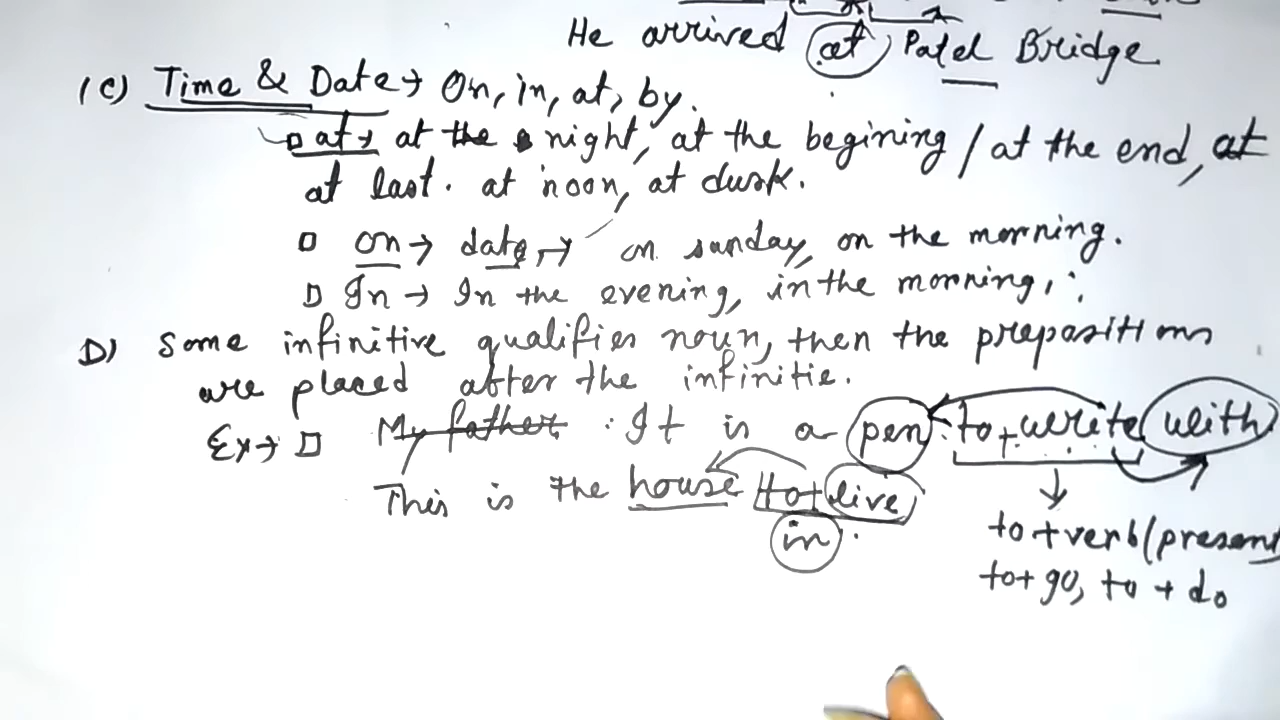 He arrived at Patel Bridge
(C) Time & Date → On, in, at, by.
at → at the night, at the begining / at the end, at
at last. at noon, at dusk.
on → date, → on sunday, on the morning.
In → In the evening, in the morning,
D) Some infinitive qualifies noun, then the prepositions
are placed after the infinitie.
Ex → My father. It is a pen to + write with
This is the house to + live
in.
to + verb (present
to + go, to + do